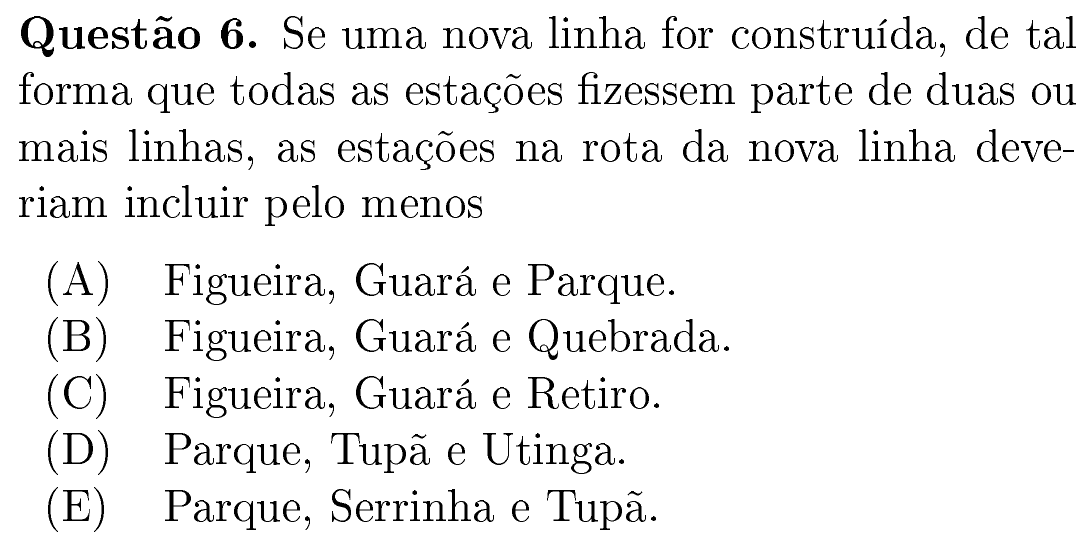 Questão 6. Se uma nova linha for construída, de tal
forma que todas as estações fizessem parte de duas ou
mais linhas, as estações na rota da nova linha deve-
riam incluir pelo menos
(A) Figueira, Guará e Parque.
(B) Figueira, Guará e Quebrada.
(C) Figueira, Guará e Retiro.
(D) Parque, Tupã e Utinga.
(E) Parque, Serrinha e Tupã.